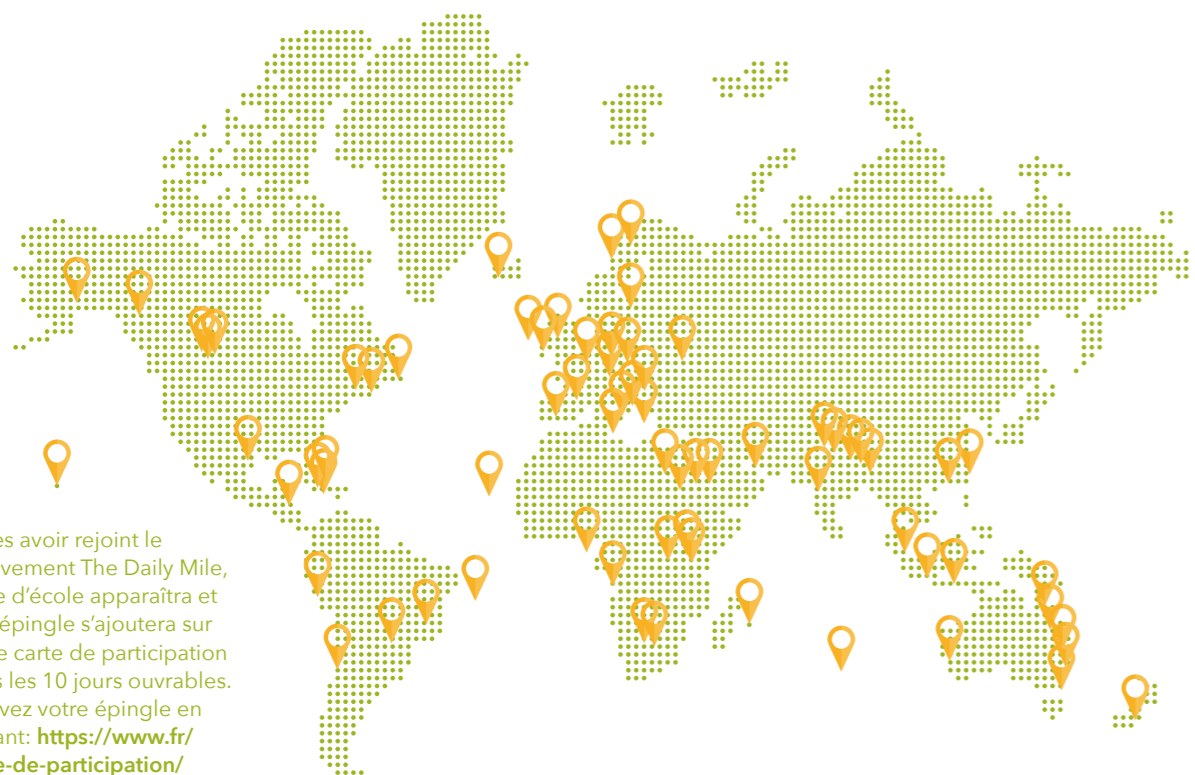 es avoir rejoint le
vement The Daily Mile,
e d'école apparaîtra et
épingle s'ajoutera sur
e carte de participation
s les 10 jours ouvrables.
vez votre épingle en
ant: https://www.fr/
e-de-participation/